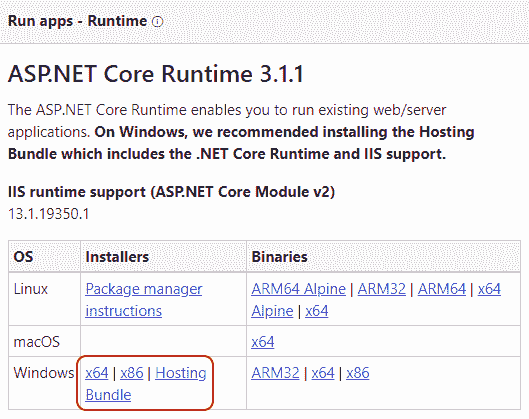 Run apps - Runtime ⓘ
ASP.NET Core Runtime 3.1.1
The ASP.NET Core Runtime enables you to run existing web/server
applications. On Windows, we recommended installing the Hosting
Bundle which includes the .NET Core Runtime and IIS support.
IIS runtime support (ASP.NET Core Module v2)
13.1.19350.1
OS Installers Binaries
Linux Package manager instructions ARM64 Alpine | ARM32 | ARM64 | x64 Alpine | x64
macOS x64
Windows x64 | x86 | Hosting Bundle ARM32 | x64 | x86